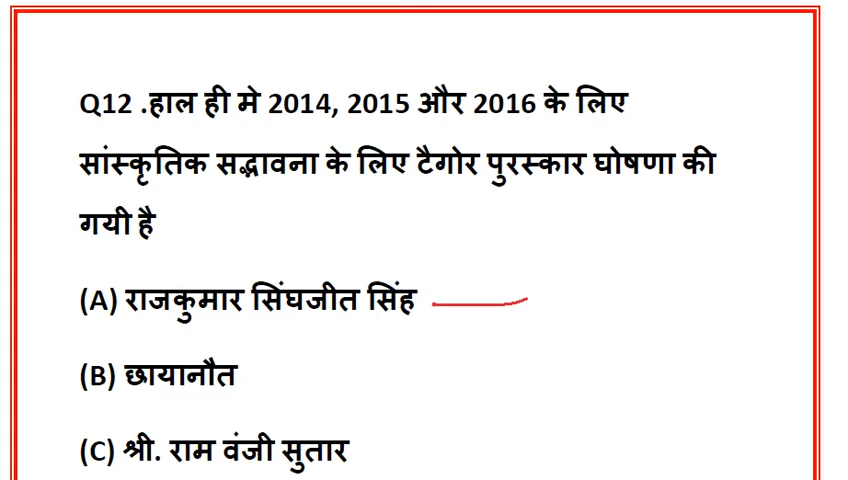 Q12 .हाल ही मे 2014, 2015 और 2016 के लिए
सांस्कृतिक सद्भावना के लिए टैगोर पुरस्कार घोषणा की
गयी है
(A) राजकुमार सिंघजीत सिंह
(B) छायानौत
(C) श्री. राम वंजी सुतार